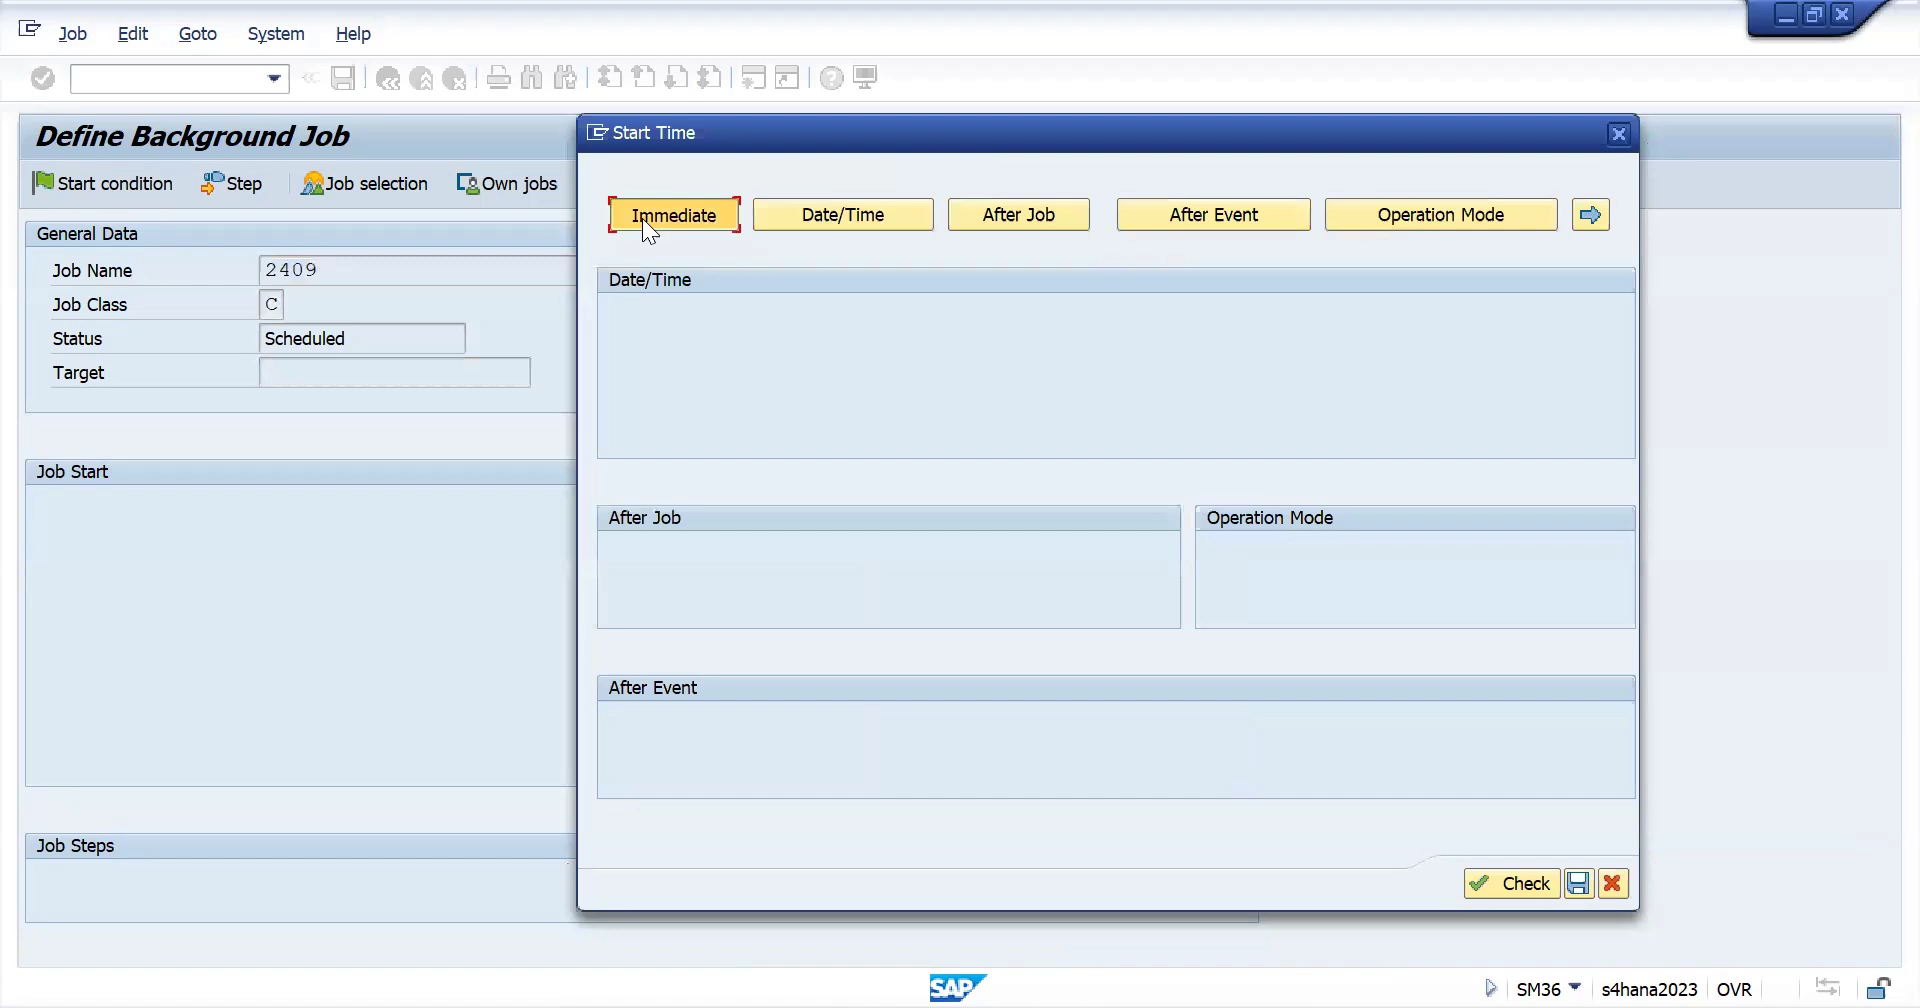 Job Edit Goto System Help
Define Background Job
Start condition Step Job selection Own jobs
General Data
Job Name 2409
Job Class C
Status Scheduled
Target
Job Start
Job Steps
Start Time
Immediate Date/Time After Job After Event Operation Mode
Date/Time
After Job Operation Mode
After Event
Check
SAP SM36 s4hana2023 OVR